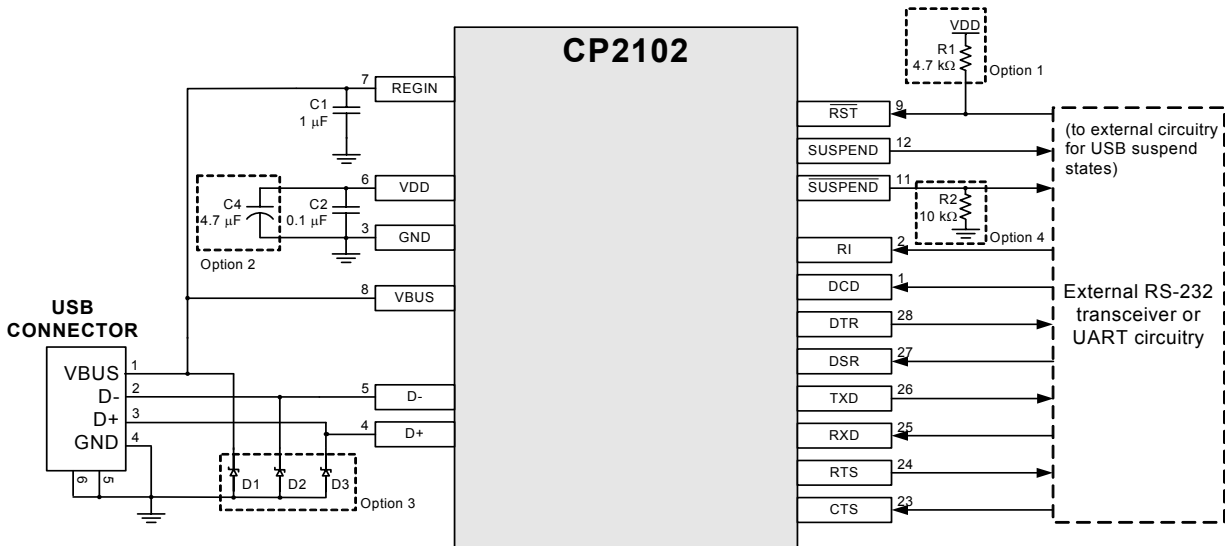 CP2102
VDD
R1
4.7 kΩ
Option 1
7
REGIN
C1
1 μF
9
RST
(to external circuitry
for USB suspend
states)
12
SUSPEND
6
VDD
11
SUSPEND
C4
4.7 μF
C2
0.1 μF
R2
10 kΩ
3
GND
Option 2
Option 4
2
RI
8
VBUS
1
DCD
External RS-232
transceiver or
UART circuitry
USB
CONNECTOR
28
DTR
VBUS
1
27
DSR
D-
2
5
D-
26
TXD
D+
3
4
D+
25
RXD
GND
4
24
RTS
6
5
D1
D2
D3
Option 3
23
CTS